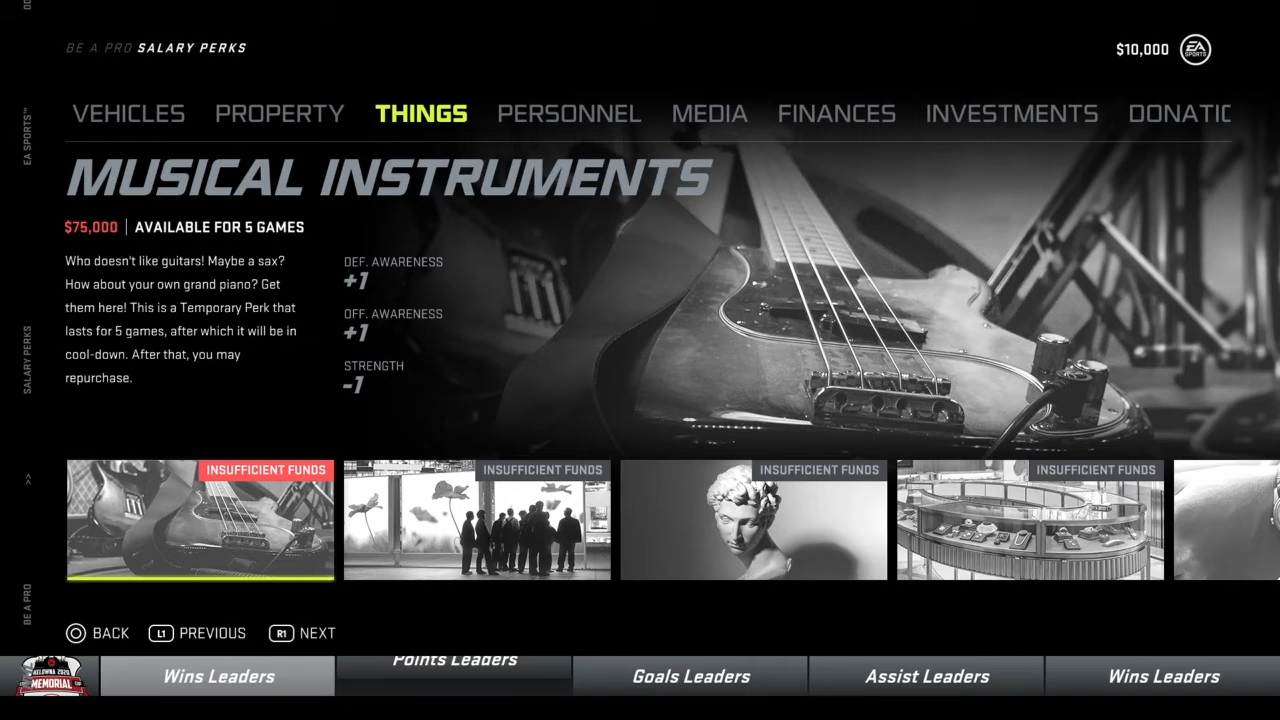 BE A PRO SALARY PERKS
$10,000
EA SPORTS
VEHICLES PROPERTY THINGS PERSONNEL MEDIA FINANCES INVESTMENTS DONATIC
EA SPORTS™
MUSICAL INSTRUMENTS
$75,000 | AVAILABLE FOR 5 GAMES
Who doesn't like guitars! Maybe a sax?
How about your own grand piano? Get
them here! This is a Temporary Perk that
lasts for 5 games, after which it will be in
cool-down. After that, you may
repurchase.
DEF. AWARENESS
+1
OFF. AWARENESS
+1
STRENGTH
-1
SALARY PERKS
>>
BE A PRO
INSUFFICIENT FUNDS
INSUFFICIENT FUNDS
INSUFFICIENT FUNDS
INSUFFICIENT FUNDS
BACK L1 PREVIOUS R1 NEXT
KELOWNA 2020
MEMORIAL
Wins Leaders
Points Leaders
Goals Leaders
Assist Leaders
Wins Leaders